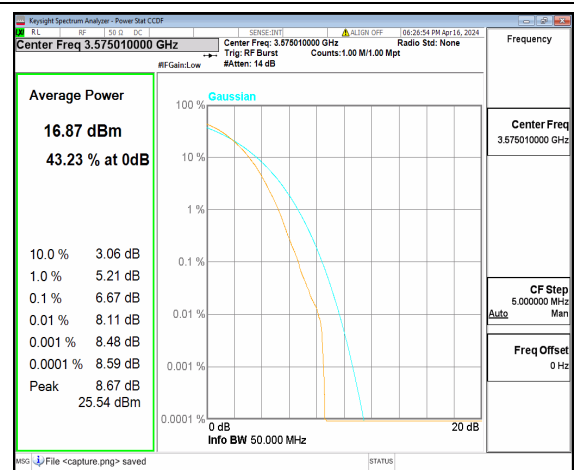 Keysight Spectrum Analyzer - Power Stat CCDF
RL RF 50 Ω DC SENSE:INT ALIGN OFF 06:26:54 PM Apr 16, 2024
Center Freq 3.575010000 GHz
Center Freq: 3.575010000 GHz Radio Std: None
Trig: RF Burst Counts:1.00 M/1.00 Mpt
#IFGain:Low #Atten: 14 dB
Frequency
Average Power
16.87 dBm
43.23 % at 0dB
10.0 % 3.06 dB
1.0 % 5.21 dB
0.1 % 6.67 dB
0.01 % 8.11 dB
0.001 % 8.48 dB
0.0001 % 8.59 dB
Peak 8.67 dB
25.54 dBm
Gaussian
100 %
10 %
1 %
0.1 %
0.01 %
0.001 %
0.0001 %
0 dB 20 dB
Info BW 50.000 MHz
Center Freq
3.575010000 GHz
CF Step
5.000000 MHz
Auto Man
Freq Offset
0 Hz
MSG File <capture.png> saved STATUS